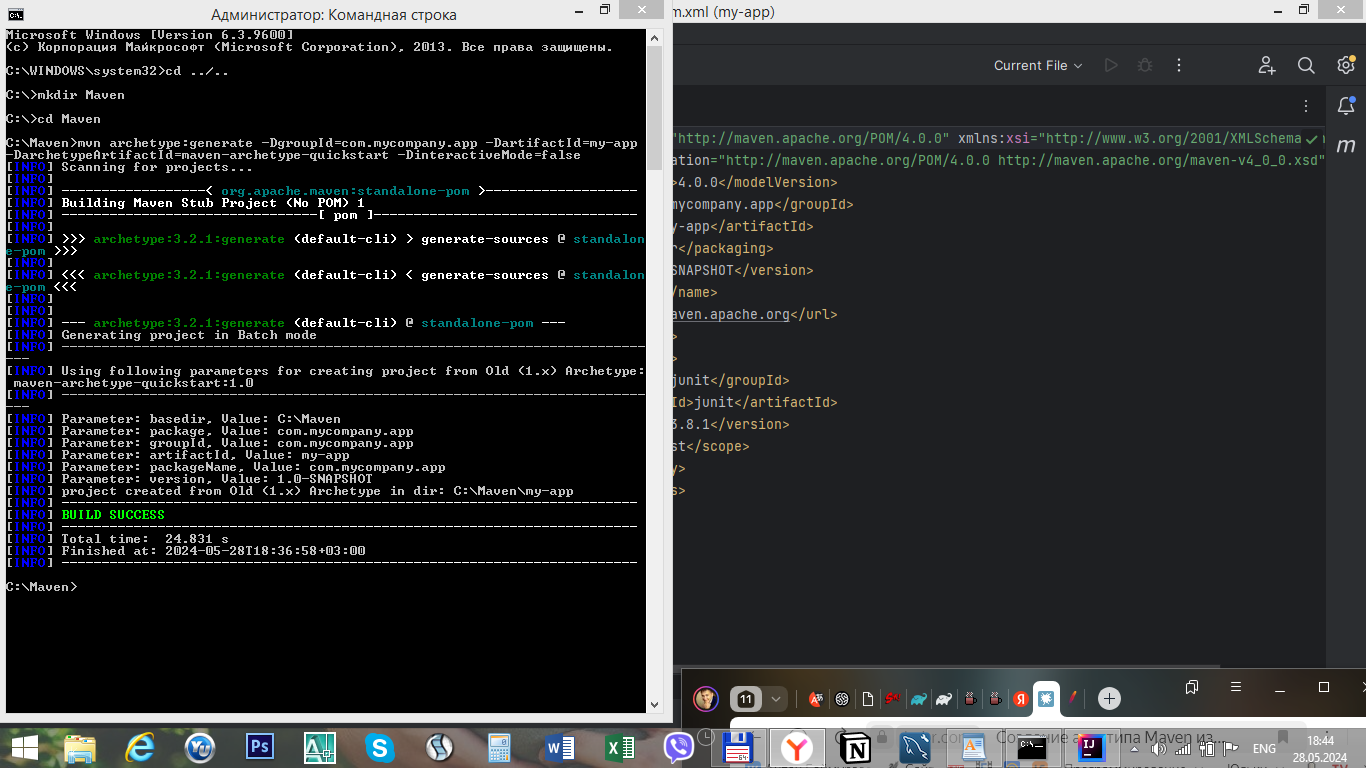 Администратор: Командная строка
Microsoft Windows [Version 6.3.9600]
(c) Корпорация Майкрософт (Microsoft Corporation), 2013. Все права защищены.
C:\WINDOWS\system32>cd ../..
C:\>mkdir Maven
C:\>cd Maven
C:\Maven>mvn archetype:generate -DgroupId=com.mycompany.app -DartifactId=my-app
-DarchetypeArtifactId=maven-archetype-quickstart -DinteractiveMode=false
[INFO] Scanning for projects...
[INFO]
[INFO] ------------------< org.apache.maven:standalone-pom >-------------------
[INFO] Building Maven Stub Project (No POM) 1
[INFO] --------------------------------[ pom ]---------------------------------
[INFO]
[INFO] >>> archetype:3.2.1:generate (default-cli) > generate-sources @ standalon
e-pom >>>
[INFO]
[INFO] <<< archetype:3.2.1:generate (default-cli) < generate-sources @ standalon
e-pom <<<
[INFO]
[INFO]
[INFO] --- archetype:3.2.1:generate (default-cli) @ standalone-pom ---
[INFO] Generating project in Batch mode
[INFO] -------------------------------------------------------------------------
---
[INFO] Using following parameters for creating project from Old (1.x) Archetype:
maven-archetype-quickstart:1.0
[INFO] -------------------------------------------------------------------------
---
[INFO] Parameter: basedir, Value: C:\Maven
[INFO] Parameter: package, Value: com.mycompany.app
[INFO] Parameter: groupId, Value: com.mycompany.app
[INFO] Parameter: artifactId, Value: my-app
[INFO] Parameter: packageName, Value: com.mycompany.app
[INFO] Parameter: version, Value: 1.0-SNAPSHOT
[INFO] project created from Old (1.x) Archetype in dir: C:\Maven\my-app
[INFO] ------------------------------------------------------------------------
[INFO] BUILD SUCCESS
[INFO] ------------------------------------------------------------------------
[INFO] Total time:  24.831 s
[INFO] Finished at: 2024-05-28T18:36:58+03:00
[INFO] ------------------------------------------------------------------------
C:\Maven>
m.xml (my-app)
Current File
"http://maven.apache.org/POM/4.0.0" xmlns:xsi="http://www.w3.org/2001/XMLSchema
ation="http://maven.apache.org/POM/4.0.0 http://maven.apache.org/maven-v4_0_0.xsd"
>4.0.0</modelVersion>
mycompany.app</groupId>
y-app</artifactId>
r</packaging>
SNAPSHOT</version>
/name>
aven.apache.org</url>
>
>
junit</groupId>
Id>junit</artifactId>
3.8.1</version>
st</scope>
y>
s>
m
11
Создание архетипа Maven из...
ENG
18:44
28.05.2024